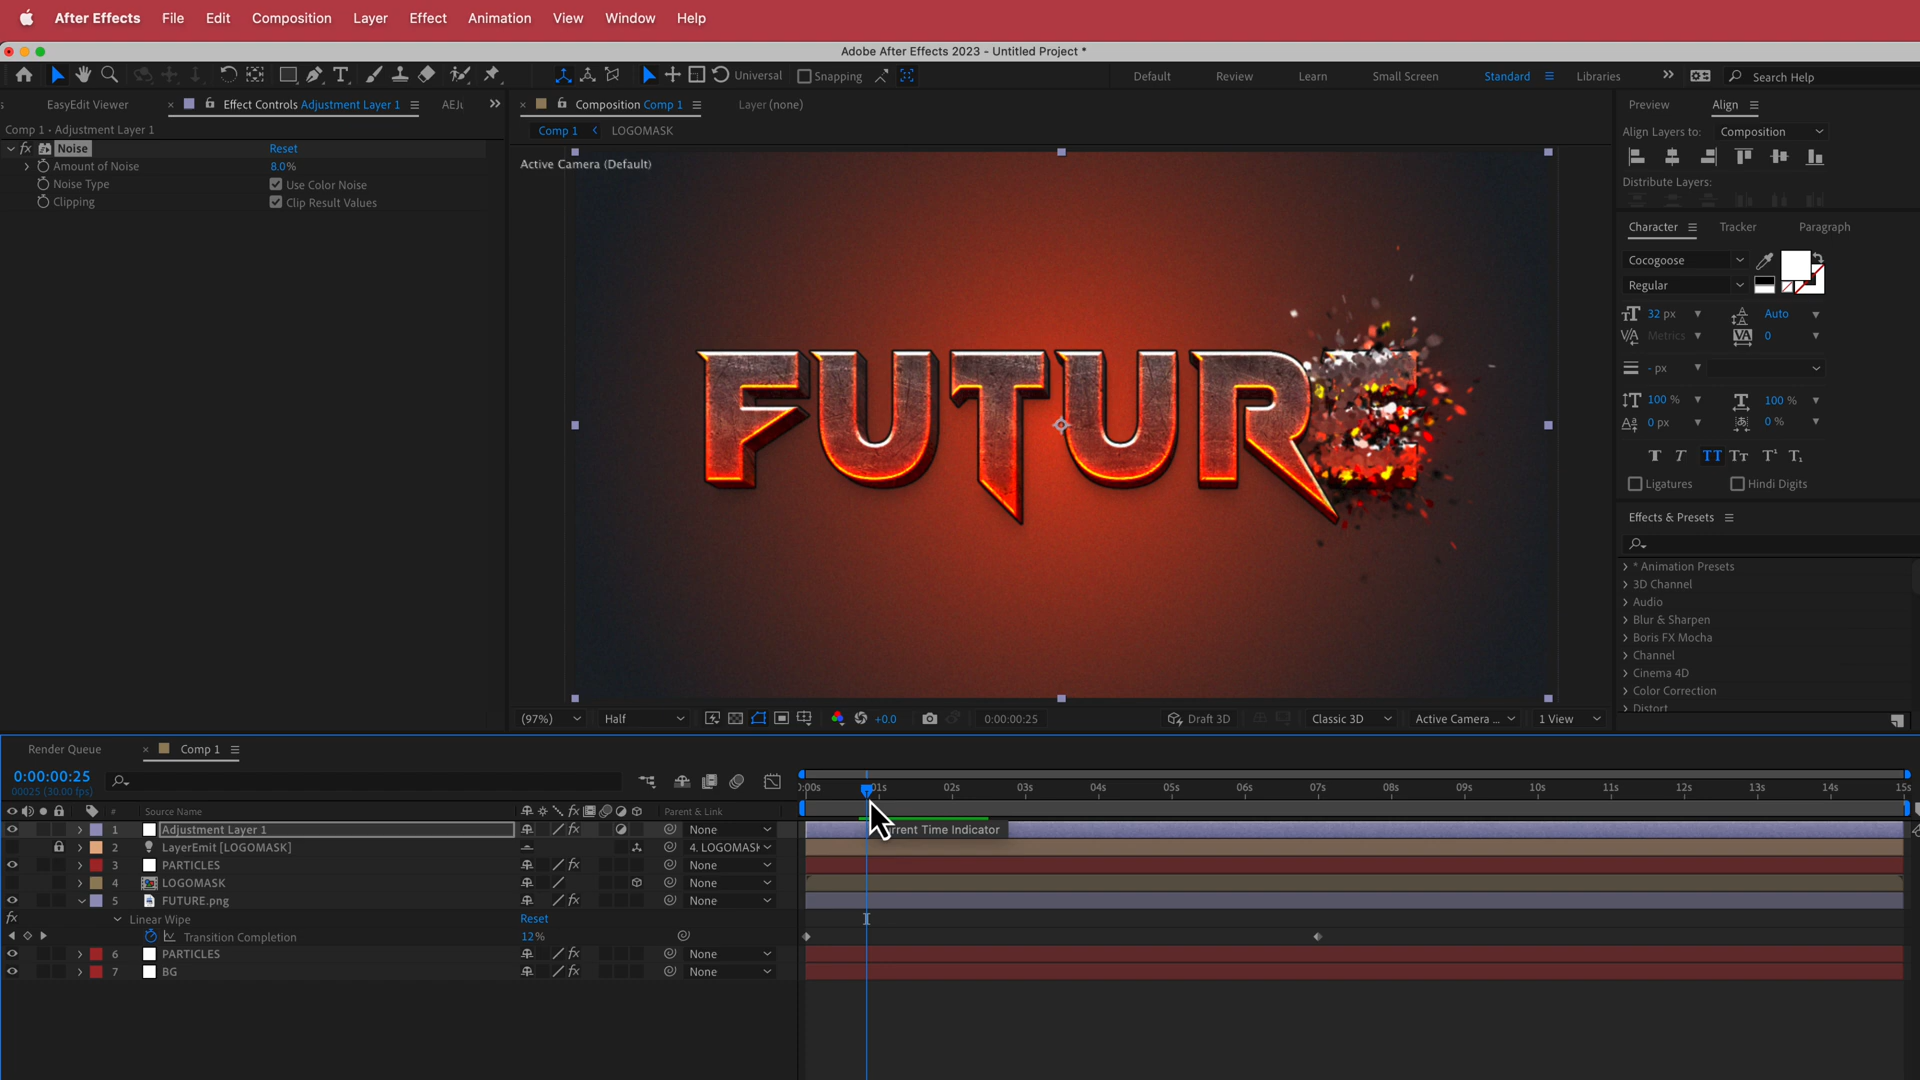 After Effects File Edit Composition Layer Effect Animation View Window Help
Adobe After Effects 2023 - Untitled Project *
Universal Snapping Default Review Learn Small Screen Standard Libraries Search Help
EasyEdit Viewer Effect Controls Adjustment Layer 1
Composition Comp 1 Layer (none)
Preview Align
Comp 1 • Adjustment Layer 1
Comp 1 LOGOMASK
Align Layers to: Composition
Noise Reset
Active Camera (Default)
Amount of Noise 8.0%
Noise Type Use Color Noise
Clipping Clip Result Values
Distribute Layers:
Character Tracker Paragraph
Cocogoose
Regular
32 px Auto
Metrics 0
- px
100 % 100 %
0 px 0 %
Ligatures Hindi Digits
FUTURE
Effects & Presets
* Animation Presets
3D Channel
Audio
Blur & Sharpen
Boris FX Mocha
Channel
Cinema 4D
Color Correction
Distort
(97%) Half +0.0 0:00:00:25 Draft 3D Classic 3D Active Camera ... 1 View
Render Queue Comp 1
0:00:00:25
00025 (30.00 fps)
:00s 01s 02s 03s 04s 05s 06s 07s 08s 09s 10s 11s 12s 13s 14s 15s
# Source Name Parent & Link
1 Adjustment Layer 1 None
Current Time Indicator
2 LayerEmit [LOGOMASK] 4. LOGOMASK
3 PARTICLES None
4 LOGOMASK None
5 FUTURE.png None
Linear Wipe Reset
Transition Completion 12%
6 PARTICLES None
7 BG None